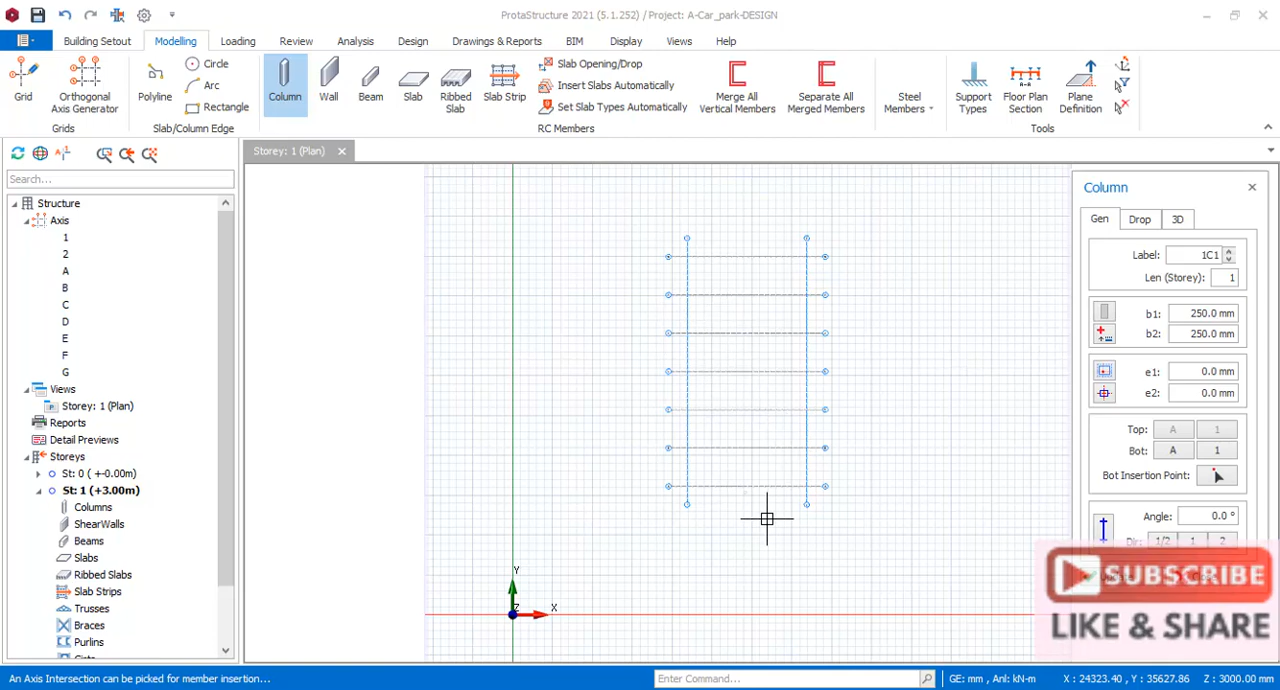 ProtaStructure 2021 (5.1.252) / Project: A-Car_park-DESIGN
Building Setout Modelling Loading Review Analysis Design Drawings & Reports BIM Display Views Help
Grid
Orthogonal Axis Generator
Grids
Polyline
Circle
Arc
Rectangle
Slab/Column Edge
Column
Wall
Beam
Slab
Ribbed Slab
Slab Strip
Slab Opening/Drop
Insert Slabs Automatically
Set Slab Types Automatically
Merge All Vertical Members
Separate All Merged Members
RC Members
Steel Members
Support Types
Floor Plan Section
Plane Definition
Tools
Storey: 1 (Plan)
Search...
Structure
Axis
1
2
A
B
C
D
E
F
G
Views
Storey: 1 (Plan)
Reports
Detail Previews
Storeys
St: 0 ( +-0.00m)
St: 1 (+3.00m)
Columns
ShearWalls
Beams
Slabs
Ribbed Slabs
Slab Strips
Trusses
Braces
Purlins
Y
Z
X
Column
Gen Drop 3D
Label: 1C1
Len (Storey): 1
b1: 250.0 mm
b2: 250.0 mm
e1: 0.0 mm
e2: 0.0 mm
Top: A 1
Bot: A 1
Bot Insertion Point:
Angle: 0.0 °
Dir: 1/2 1 2
SUBSCRIBE
LIKE & SHARE
An Axis Intersection can be picked for member insertion...
Enter Command...
GE: mm , Anl: kN-m
X : 24323.40 , Y : 35627.86
Z : 3000.00 mm